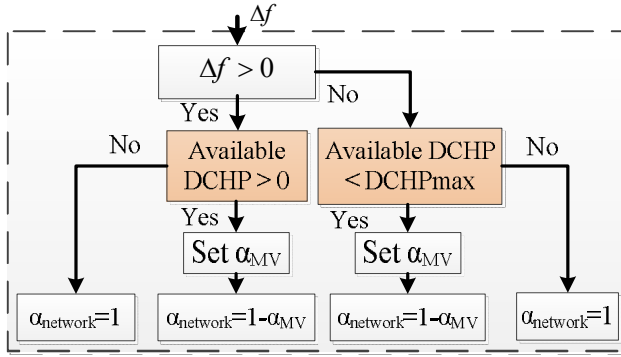 Δf
Δf > 0
No
Yes
No
Available
DCHP > 0
Available DCHP
< DCHPmax
No
Yes
Yes
Set αMV
Set αMV
αnetwork=1
αnetwork=1-αMV
αnetwork=1-αMV
αnetwork=1